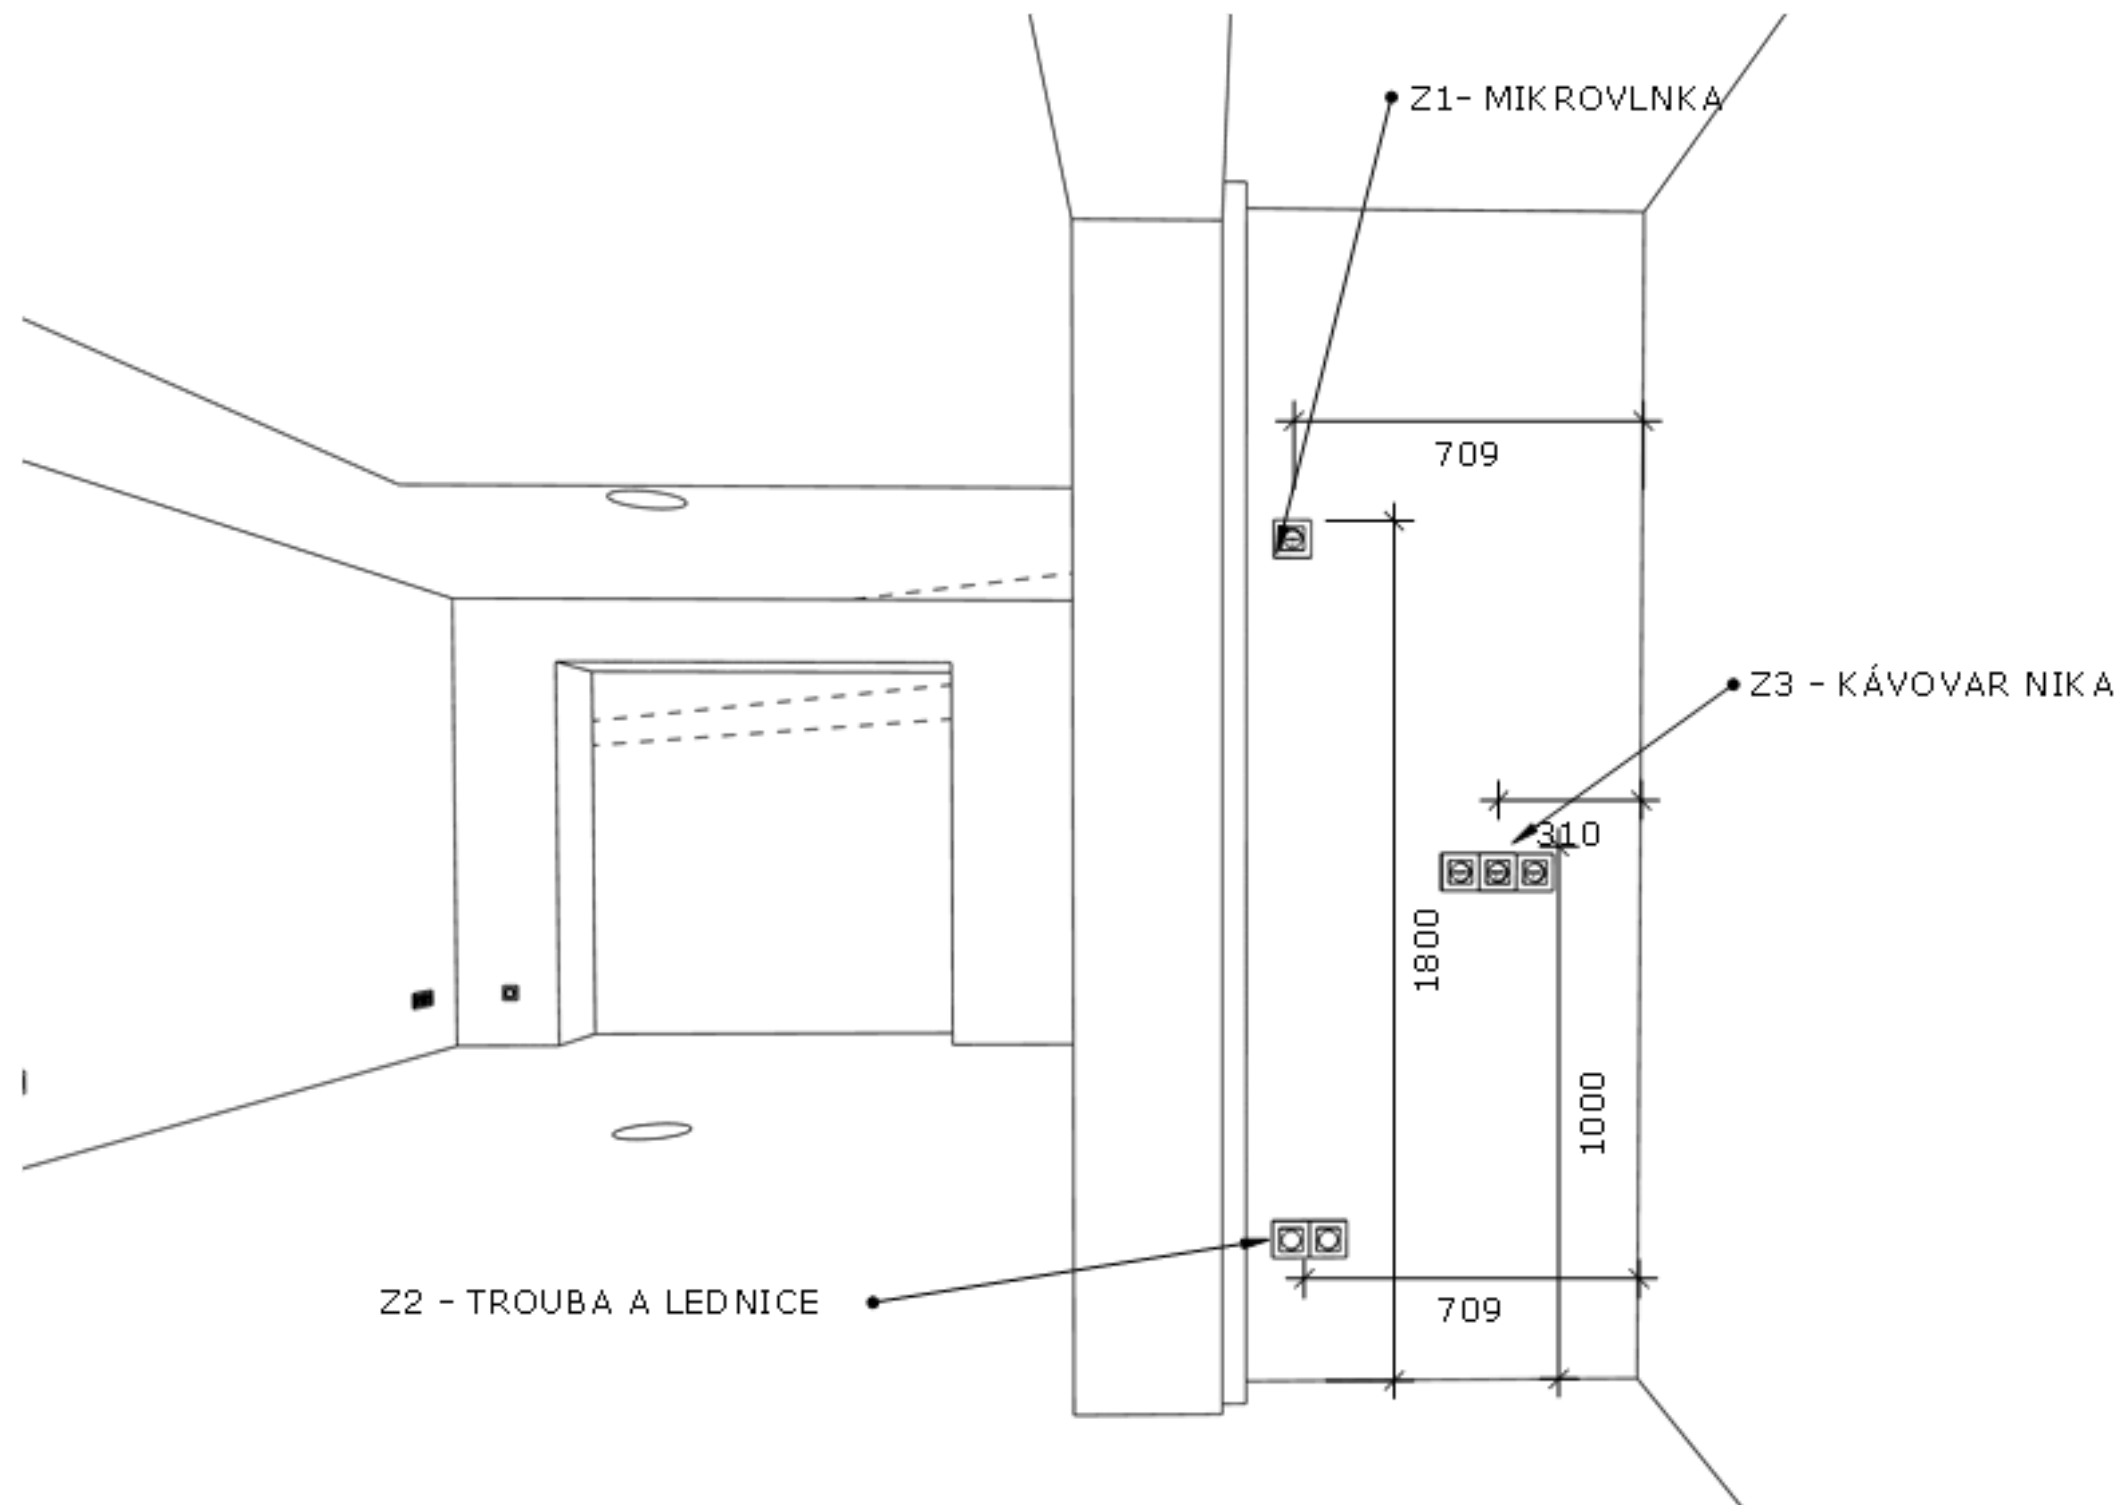 Z1- MIKROVLNKA
709
Z3 - KÁVOVAR NIKA
310
1800
1000
Z2 - TROUBA A LEDNICE
709